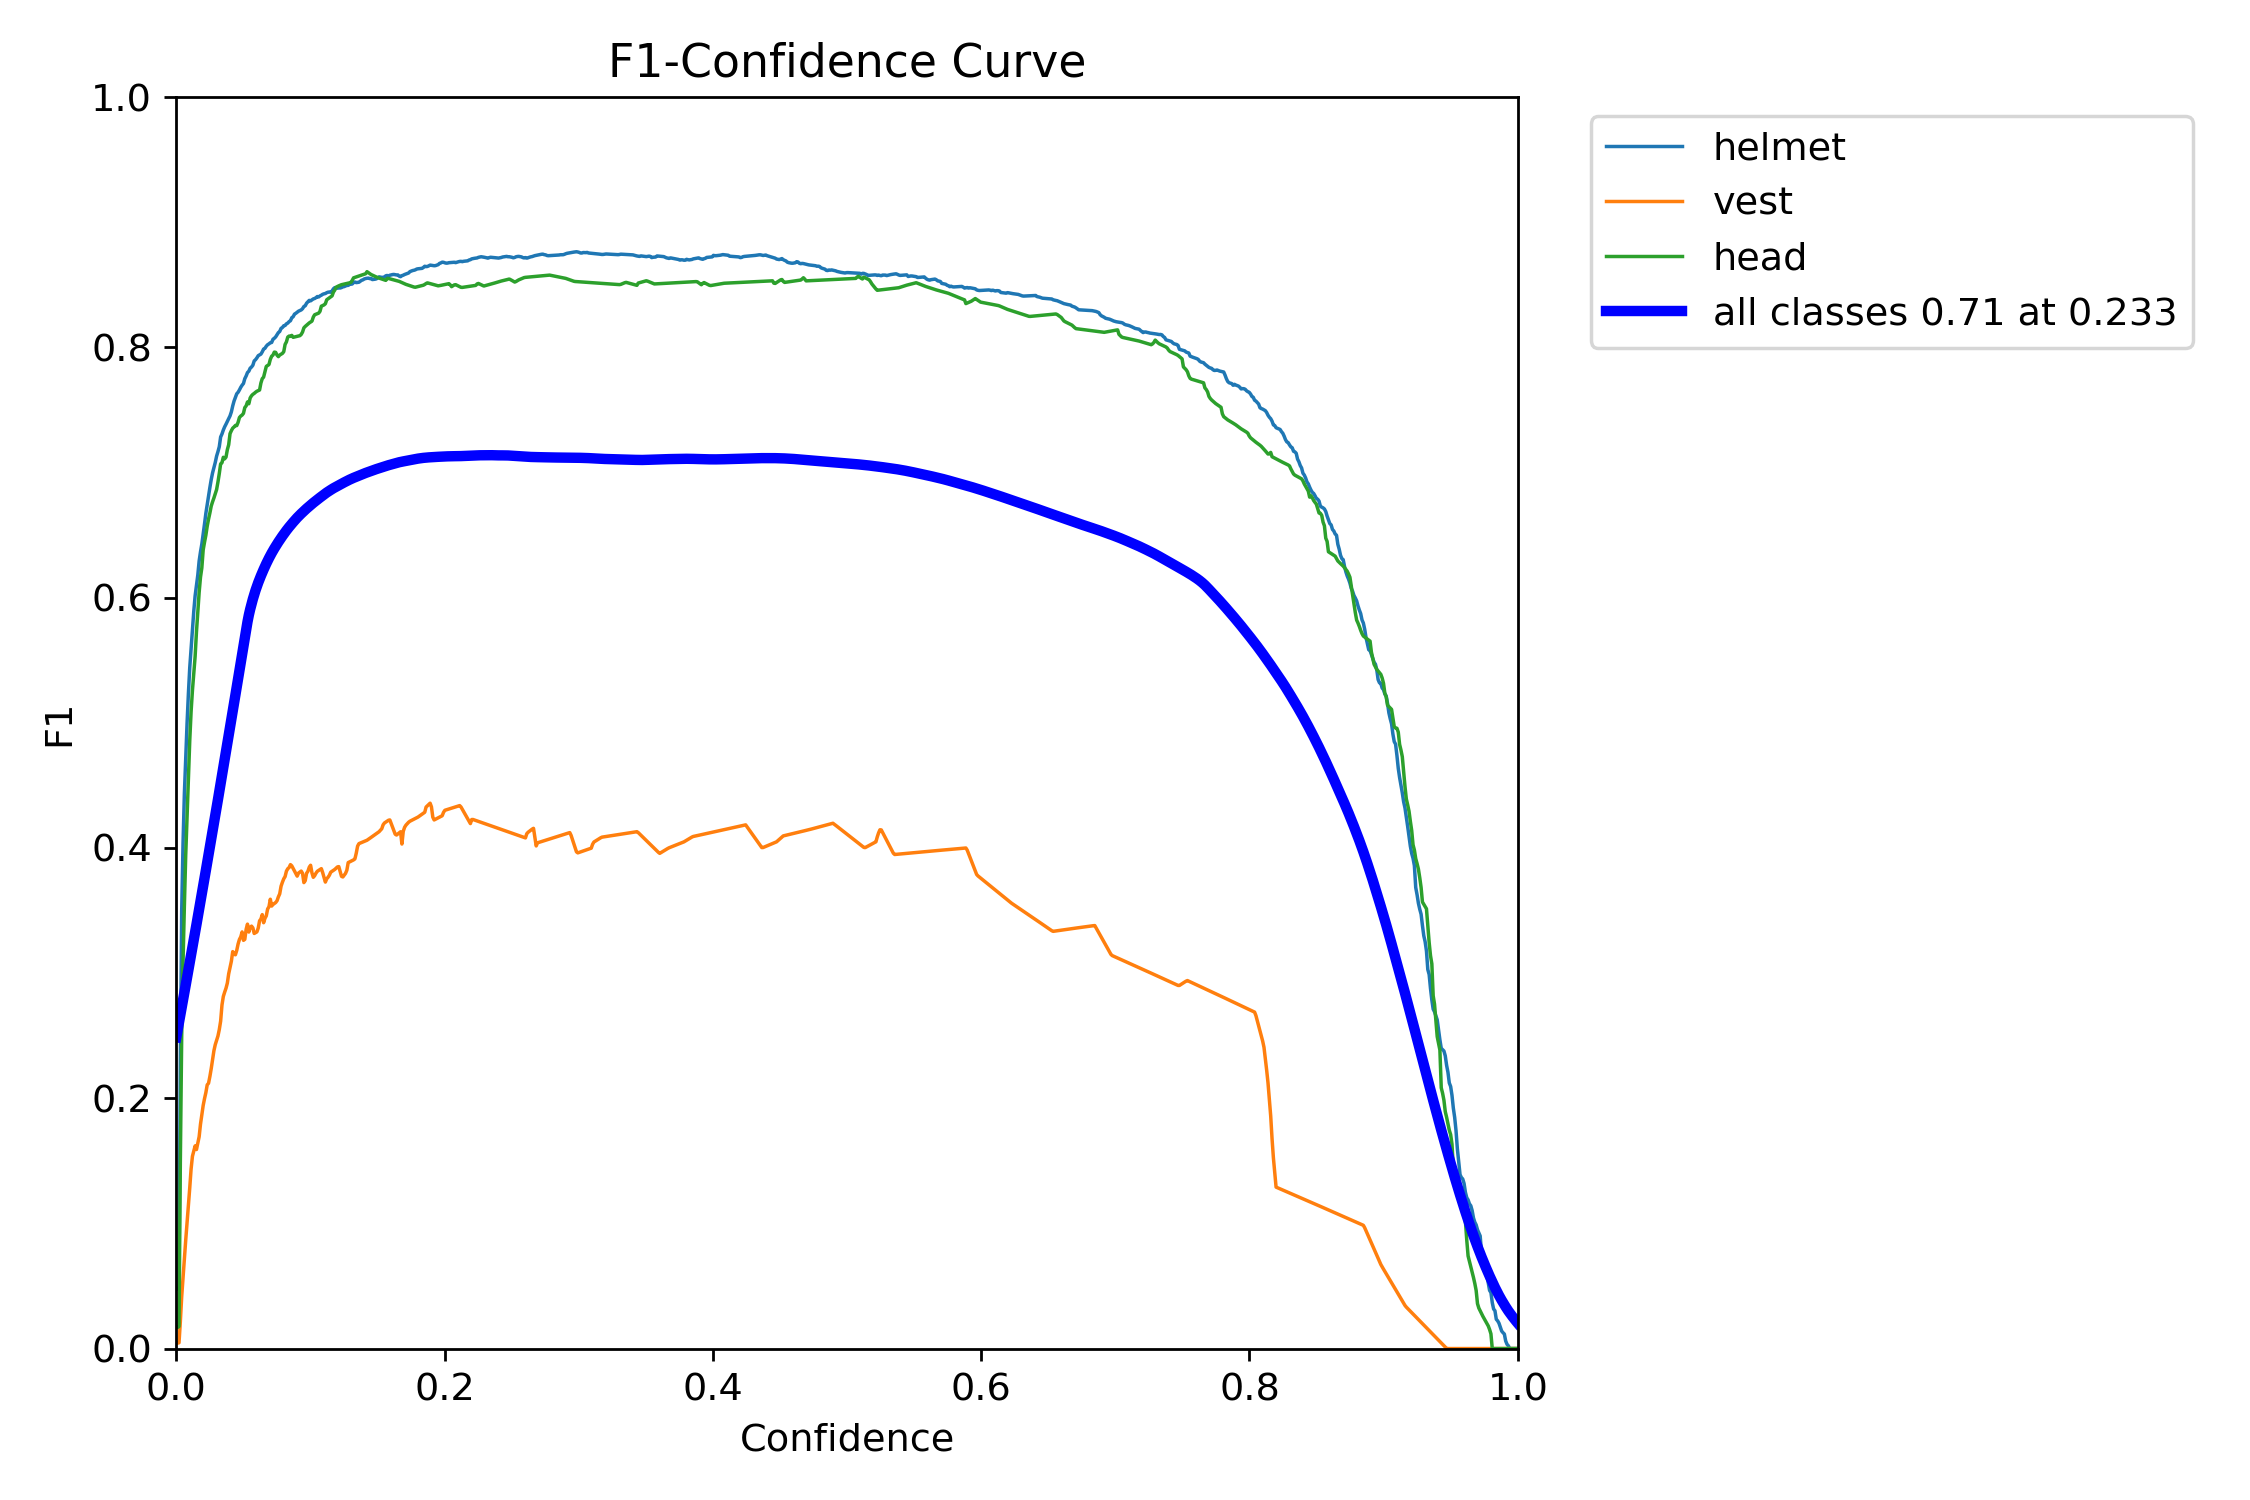 F1-Confidence Curve
1.0
0.8
0.6
0.4
0.2
0.0
F1
0.0 0.2 0.4 0.6 0.8 1.0
Confidence
helmet
vest
head
all classes 0.71 at 0.233